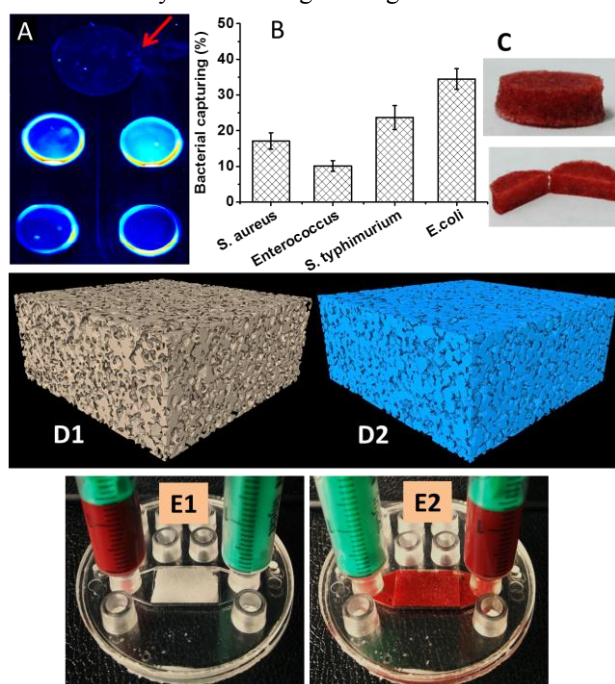 A
B
C
Bacterial capturing (%)
50
40
30
20
10
0
S. aureus
Enterococcus
S. typhimurium
E.coli
D1
D2
E1
E2